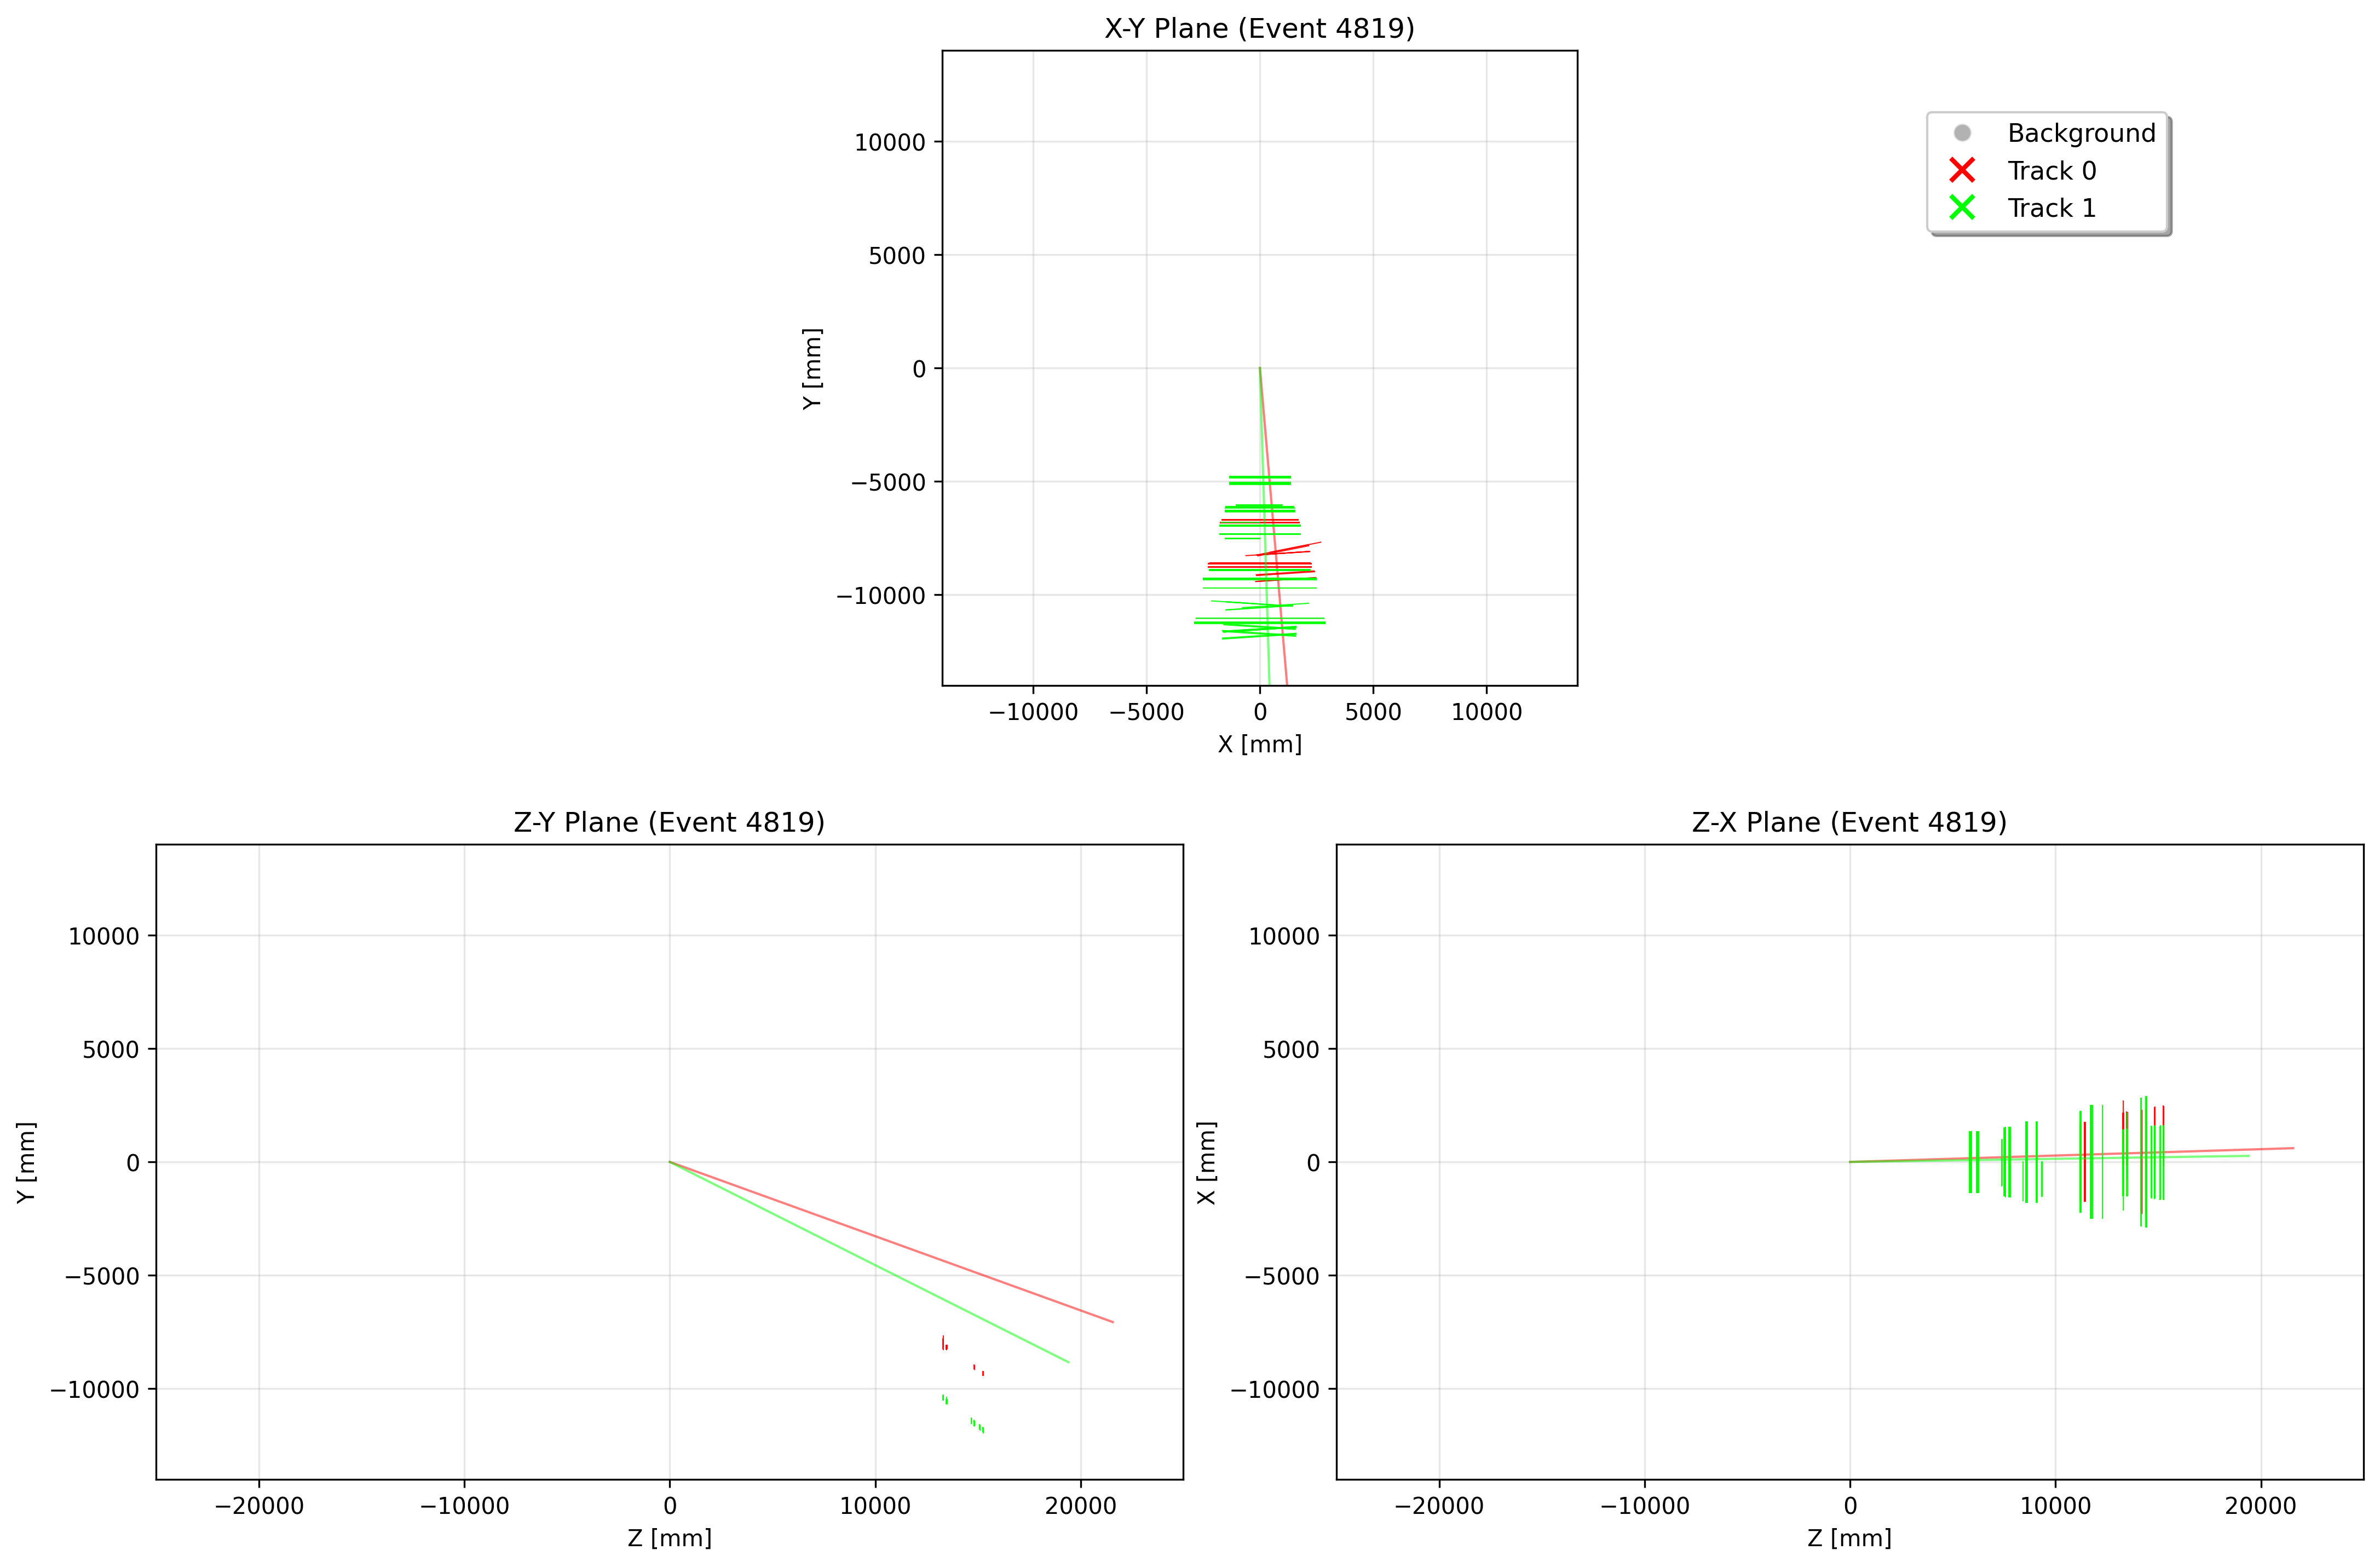 X-Y Plane (Event 4819)
10000
5000
0
−5000
−10000
Y [mm]
−10000 −5000 0 5000 10000
X [mm]
Background
Track 0
Track 1
Z-Y Plane (Event 4819)
10000
5000
0
−5000
−10000
Y [mm]
−20000 −10000 0 10000 20000
Z [mm]
Z-X Plane (Event 4819)
10000
5000
0
−5000
−10000
X [mm]
−20000 −10000 0 10000 20000
Z [mm]